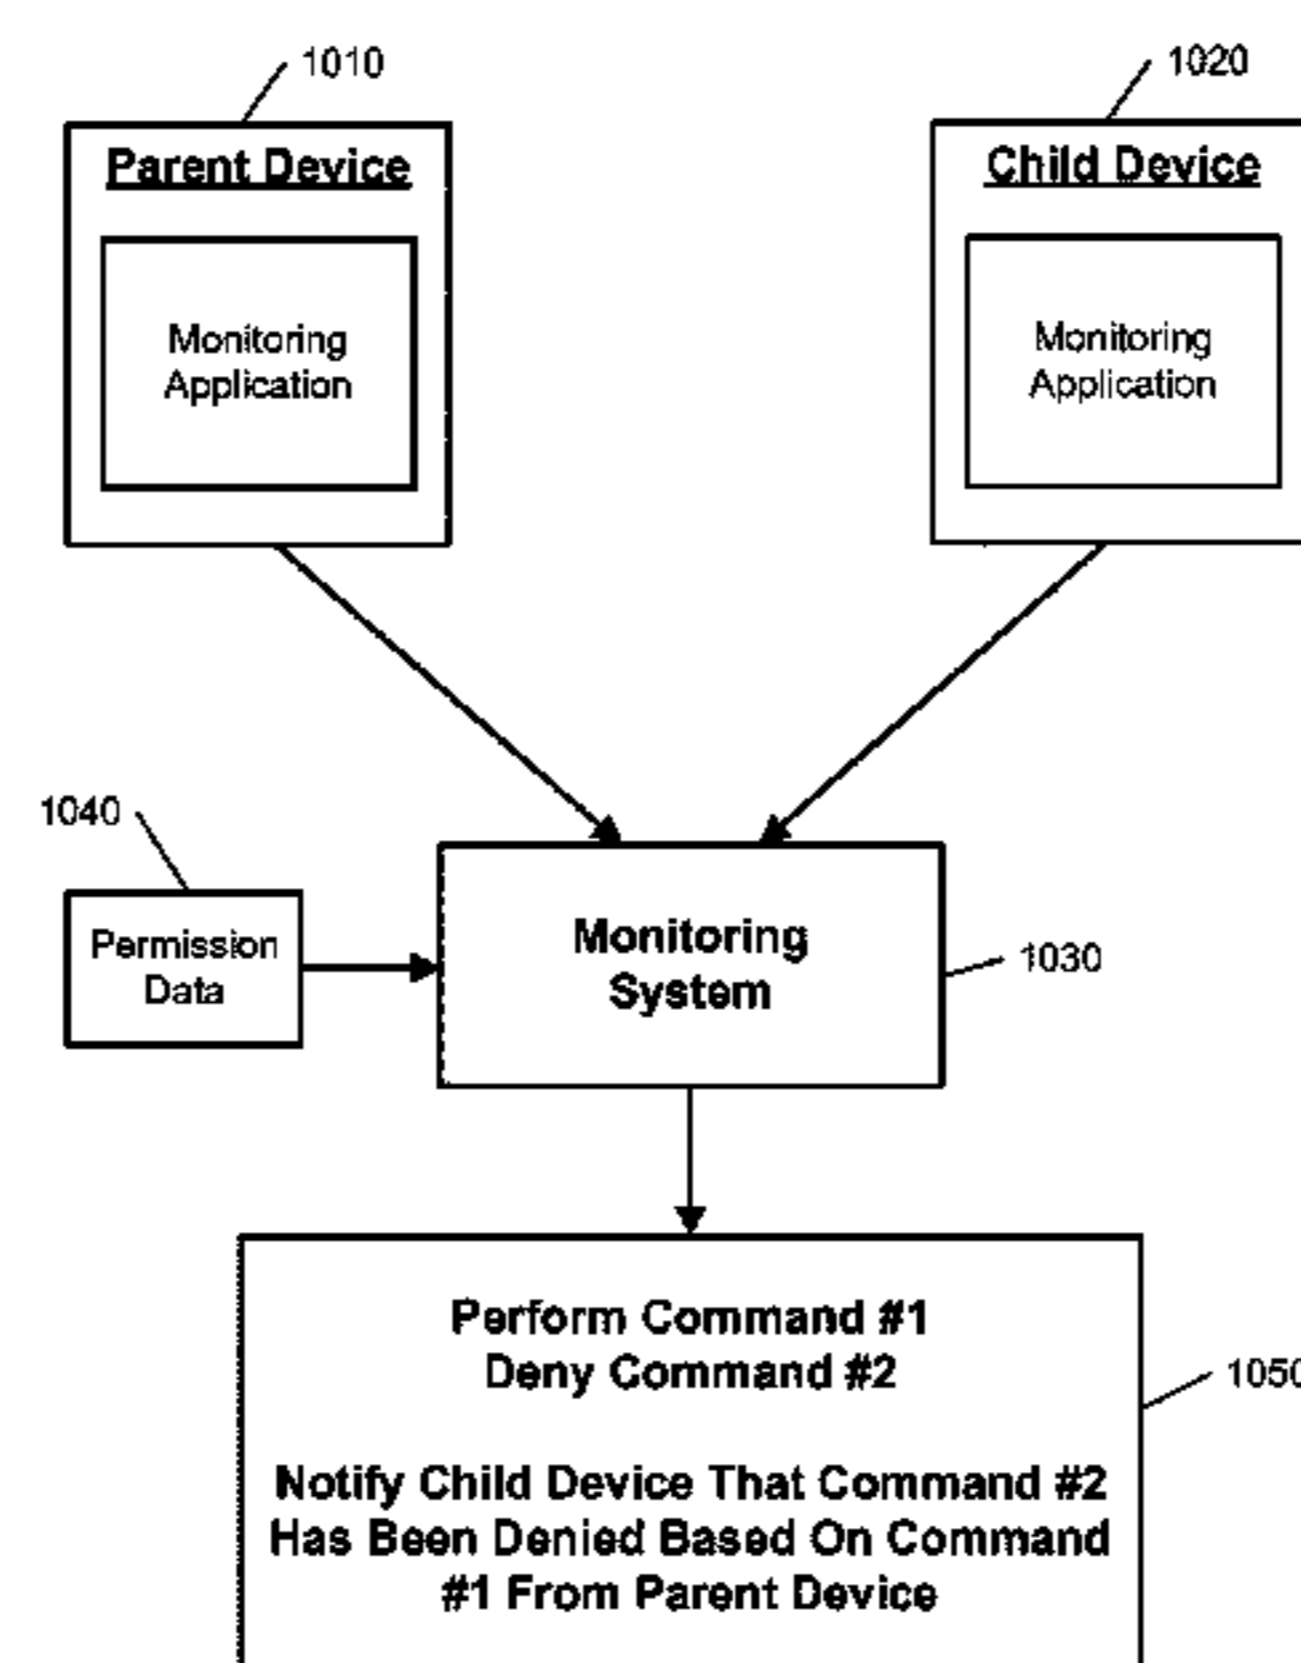 1010
1020
Parent Device
Child Device
Monitoring
Application
Monitoring
Application
1040
Permission
Data
Monitoring
System
1030
Perform Command #1
Deny Command #2
1050
Notify Child Device That Command #2
Has Been Denied Based On Command
#1 From Parent Device